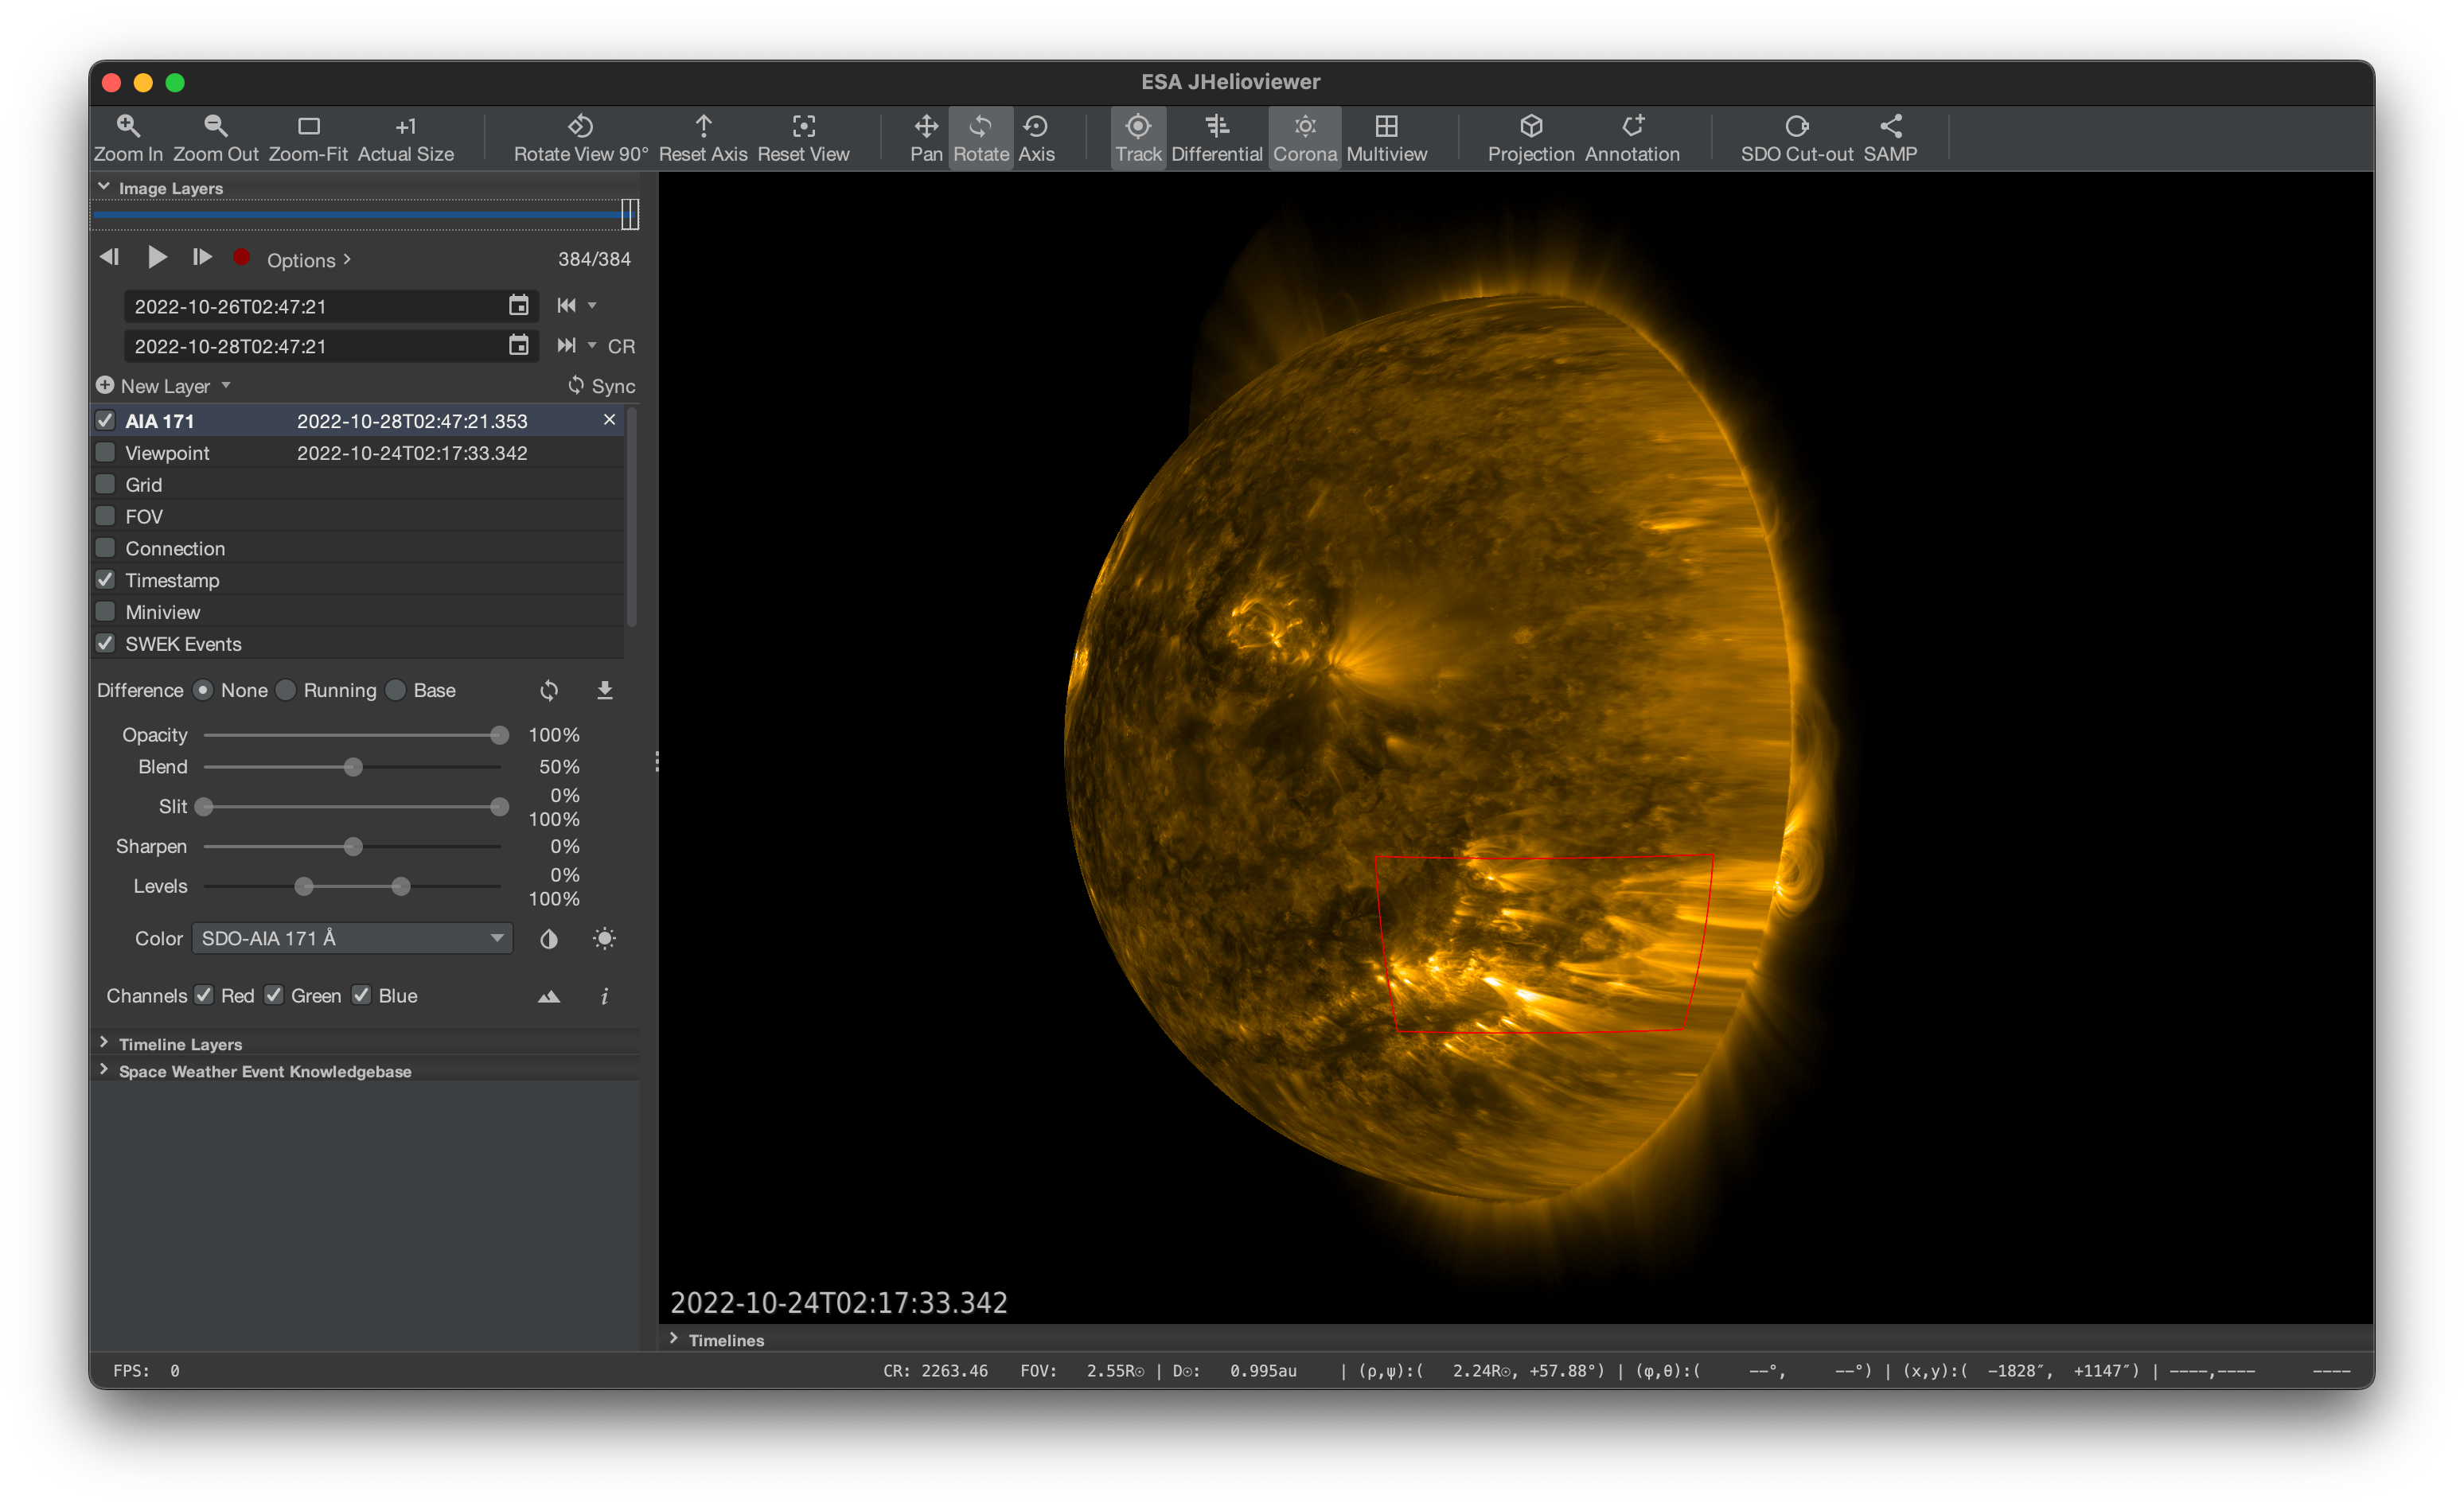 ESA JHelioviewer
Zoom In Zoom Out Zoom-Fit Actual Size Rotate View 90° Reset Axis Reset View Pan Rotate Axis Track Differential Corona Multiview Projection Annotation SDO Cut-out SAMP
+1
Image Layers
Options 384/384
2022-10-26T02:47:21
2022-10-28T02:47:21 CR
New Layer Sync
AIA 171 2022-10-28T02:47:21.353
Viewpoint 2022-10-24T02:17:33.342
Grid
FOV
Connection
Timestamp
Miniview
SWEK Events
Difference None Running Base
Opacity 100%
Blend 50%
Slit 0%
100%
Sharpen 0%
Levels 0%
100%
Color SDO-AIA 171 Å
Channels Red Green Blue i
Timeline Layers
Space Weather Event Knowledgebase
2022-10-24T02:17:33.342
Timelines
FPS: 0 CR: 2263.46 FOV: 2.55R☉ | D☉: 0.995au | (ρ,ψ):( 2.24R☉, +57.88°) | (φ,θ):( −−°, −−°) | (x,y):( −1828″, +1147″) | −−−−,−−−− −−−−